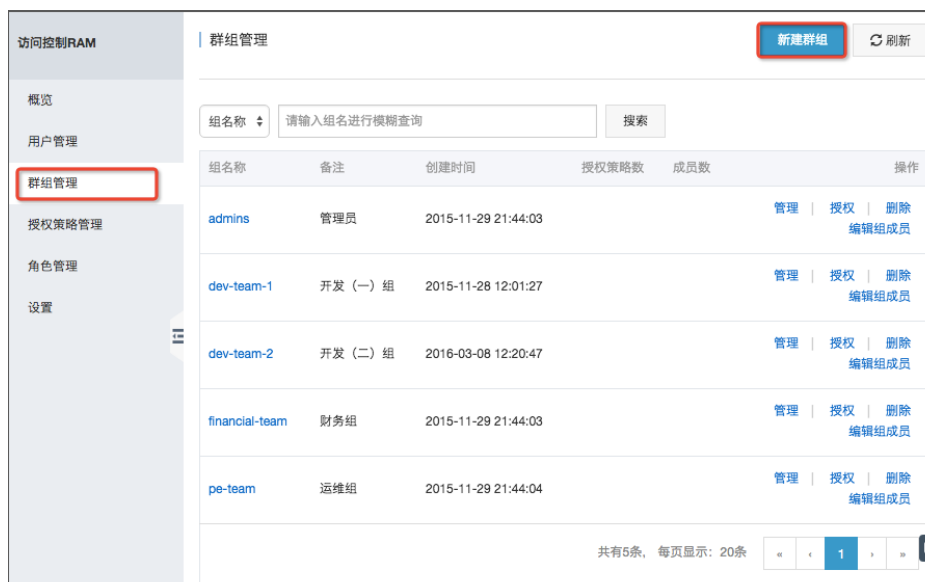 访问控制RAM
概览
用户管理
群组管理
授权策略管理
角色管理
设置
群组管理
新建群组
刷新
组名称
请输入组名进行模糊查询
搜索
组名称 备注 创建时间 授权策略数 成员数 操作
admins 管理员 2015-11-29 21:44:03 管理 | 授权 | 删除
编辑组成员
dev-team-1 开发（一）组 2015-11-28 12:01:27 管理 | 授权 | 删除
编辑组成员
dev-team-2 开发（二）组 2016-03-08 12:20:47 管理 | 授权 | 删除
编辑组成员
financial-team 财务组 2015-11-29 21:44:03 管理 | 授权 | 删除
编辑组成员
pe-team 运维组 2015-11-29 21:44:04 管理 | 授权 | 删除
编辑组成员
共有5条， 每页显示：20条 « ‹ 1 › »